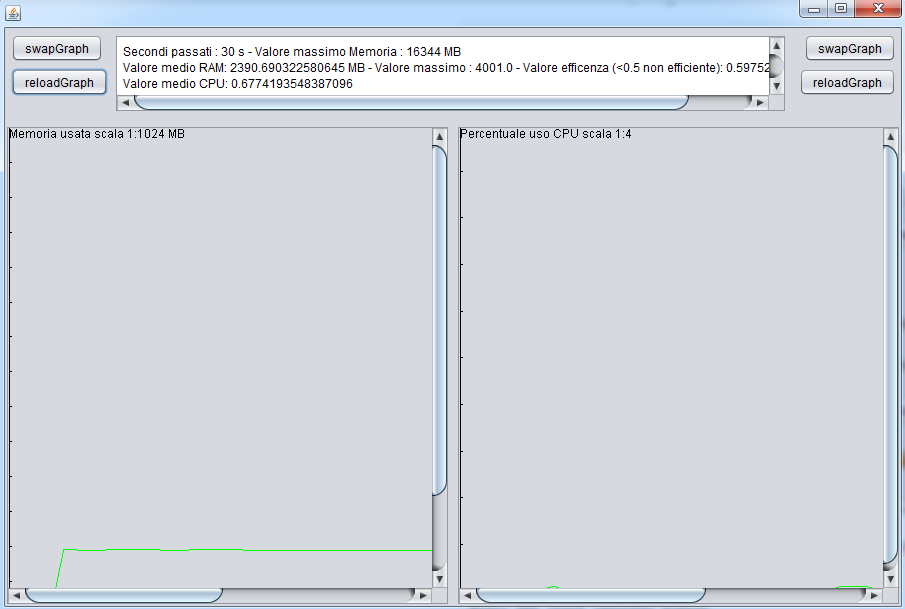 swapGraph
reloadGraph
Secondi passati : 30 s - Valore massimo Memoria : 16344 MB
Valore medio RAM: 2390.690322580645 MB - Valore massimo : 4001.0 - Valore efficenza (<0.5 non efficiente): 0.59752
Valore medio CPU: 0.6774193548387096
swapGraph
reloadGraph
Memoria usata scala 1:1024 MB
Percentuale uso CPU scala 1:4